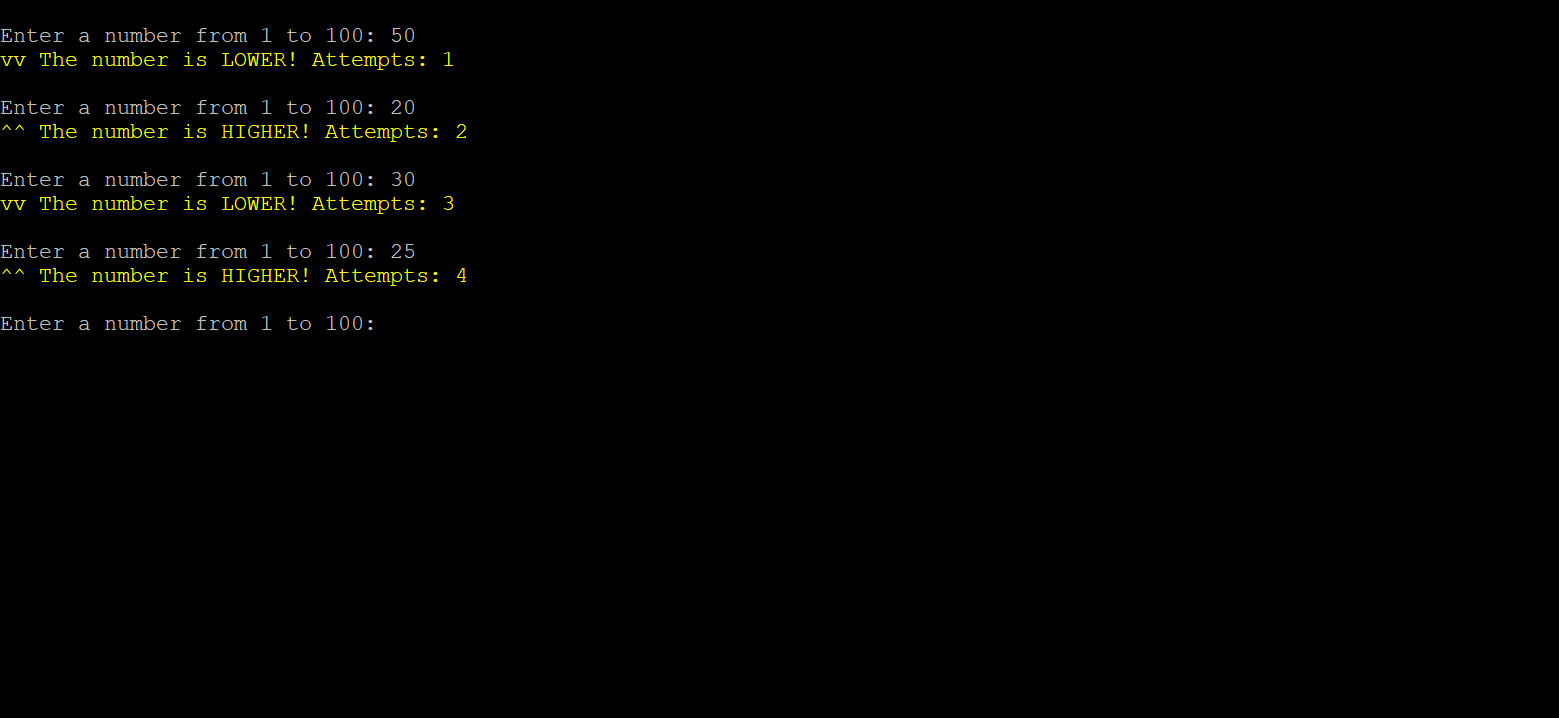 Enter a number from 1 to 100: 50
vv The number is LOWER! Attempts: 1
Enter a number from 1 to 100: 20
^^ The number is HIGHER! Attempts: 2
Enter a number from 1 to 100: 30
vv The number is LOWER! Attempts: 3
Enter a number from 1 to 100: 25
^^ The number is HIGHER! Attempts: 4
Enter a number from 1 to 100: